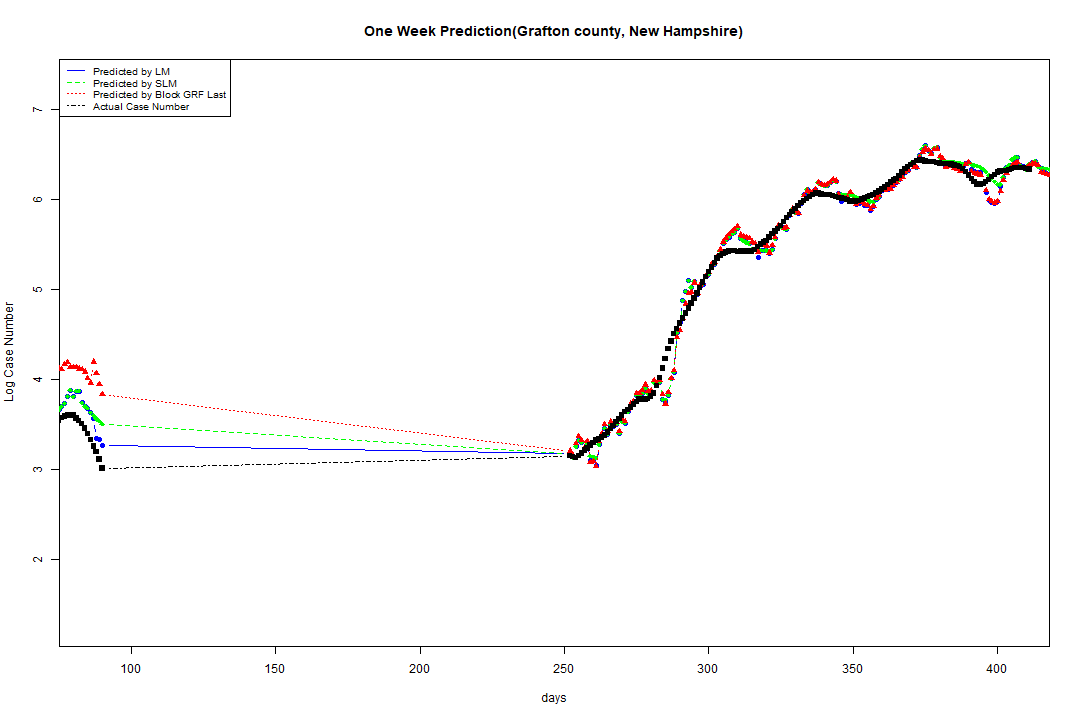 One Week Prediction(Grafton county, New Hampshire)
Predicted by LM
Predicted by SLM
Predicted by Block GRF Last
Actual Case Number
7
6
5
4
3
2
Log Case Number
100 150 200 250 300 350 400
days